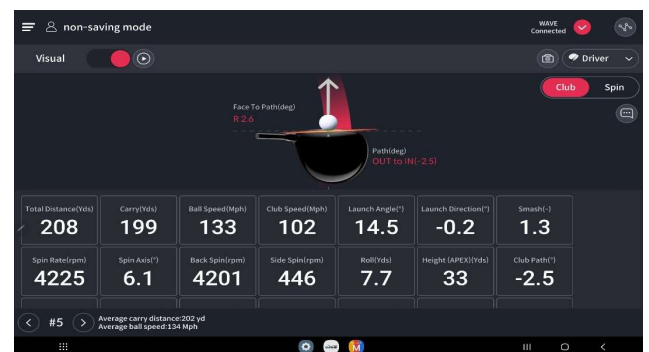 non-saving mode
WAVE
Connected
Visual
Driver
Club Spin
Face To Path(deg)
R 2.6
Path(deg)
OUT to IN(-2.5)
Total Distance(Yds) Carry(Yds) Ball Speed(Mph) Club Speed(Mph) Launch Angle(°) Launch Direction(°) Smash(-)
208 199 133 102 14.5 -0.2 1.3
Spin Rate(rpm) Spin Axis(°) Back Spin(rpm) Side Spin(rpm) Roll(Yds) Height (APEX)(Yds) Club Path(°)
4225 6.1 4201 446 7.7 33 -2.5
#5
Average carry distance:202 yd
Average ball speed:134 Mph
M